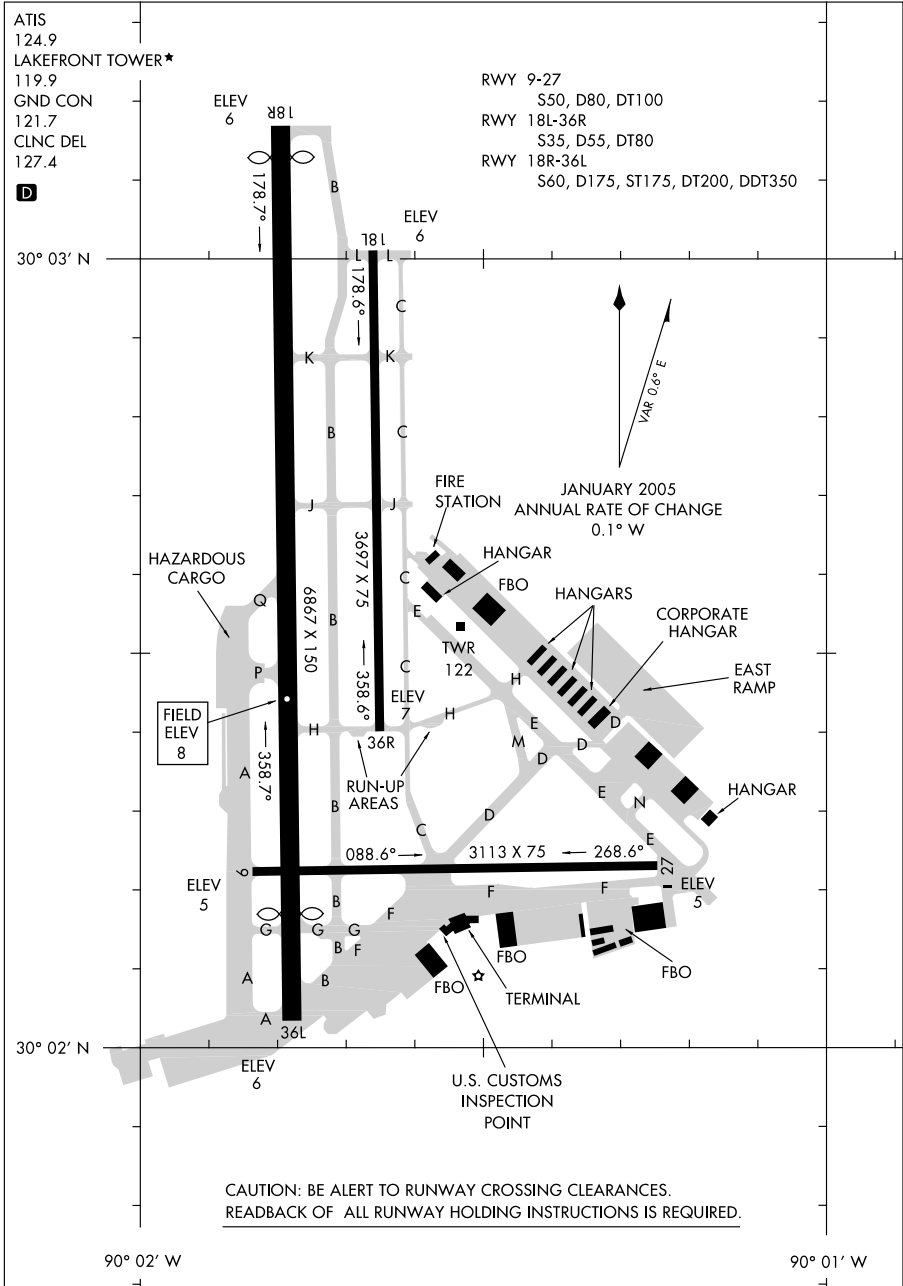 ATIS
124.9
LAKEFRONT TOWER★
119.9
GND CON
121.7
CLNC DEL
127.4
D
RWY 9-27
S50, D80, DT100
RWY 18L-36R
S35, D55, DT80
RWY 18R-36L
S60, D175, ST175, DT200, DDT350
ELEV
6
18R
178.7°
B
ELEV
6
18L
L
L
30° 03' N
178.6°
C
K
K
B
C
VAR 0.6° E
JANUARY 2005
ANNUAL RATE OF CHANGE
0.1° W
FIRE
STATION
J
J
HANGAR
FBO
HAZARDOUS
CARGO
3697 X 75
C
HANGARS
CORPORATE
HANGAR
Q
6867 X 150
B
E
TWR
122
EAST
RAMP
P
358.6°
C
H
FIELD
ELEV
8
ELEV
7
H
H
36R
E
D
M
D
D
358.7°
A
RUN-UP
AREAS
B
E
N
HANGAR
D
C
E
088.6°
3113 X 75
268.6°
9
27
ELEV
5
F
F
ELEV
5
B
F
G
G
G
B
F
FBO
FBO
FBO
TERMINAL
A
B
A
36L
30° 02' N
ELEV
6
U.S. CUSTOMS
INSPECTION
POINT
CAUTION: BE ALERT TO RUNWAY CROSSING CLEARANCES.
READBACK OF ALL RUNWAY HOLDING INSTRUCTIONS IS REQUIRED.
90° 02' W
90° 01' W